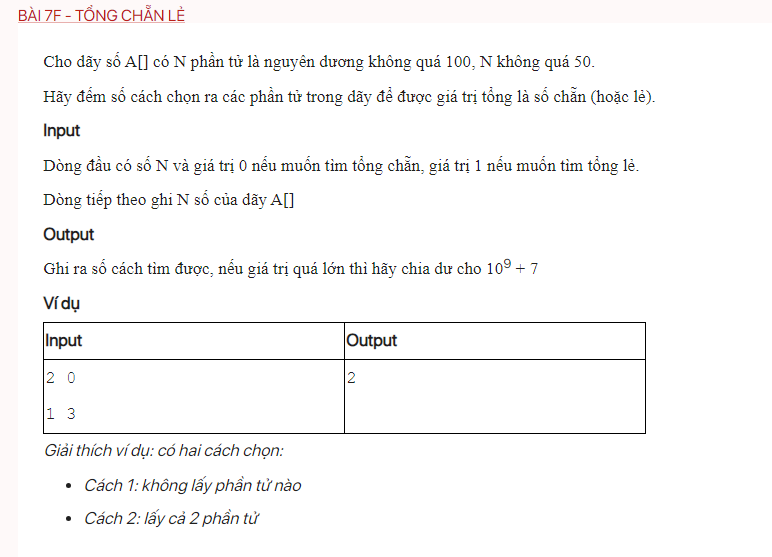 BÀI 7F - TỔNG CHẴN LẺ
Cho dãy số A[] có N phần tử là nguyên dương không quá 100, N không quá 50.
Hãy đếm số cách chọn ra các phần tử trong dãy để được giá trị tổng là số chẵn (hoặc lẻ).
Input
Dòng đầu có số N và giá trị 0 nếu muốn tìm tổng chẵn, giá trị 1 nếu muốn tìm tổng lẻ.
Dòng tiếp theo ghi N số của dãy A[]
Output
Ghi ra số cách tìm được, nếu giá trị quá lớn thì hãy chia dư cho 10⁹ + 7
Ví dụ
Input Output
2 0 2
1 3
Giải thích ví dụ: có hai cách chọn:
• Cách 1: không lấy phần tử nào
• Cách 2: lấy cả 2 phần tử